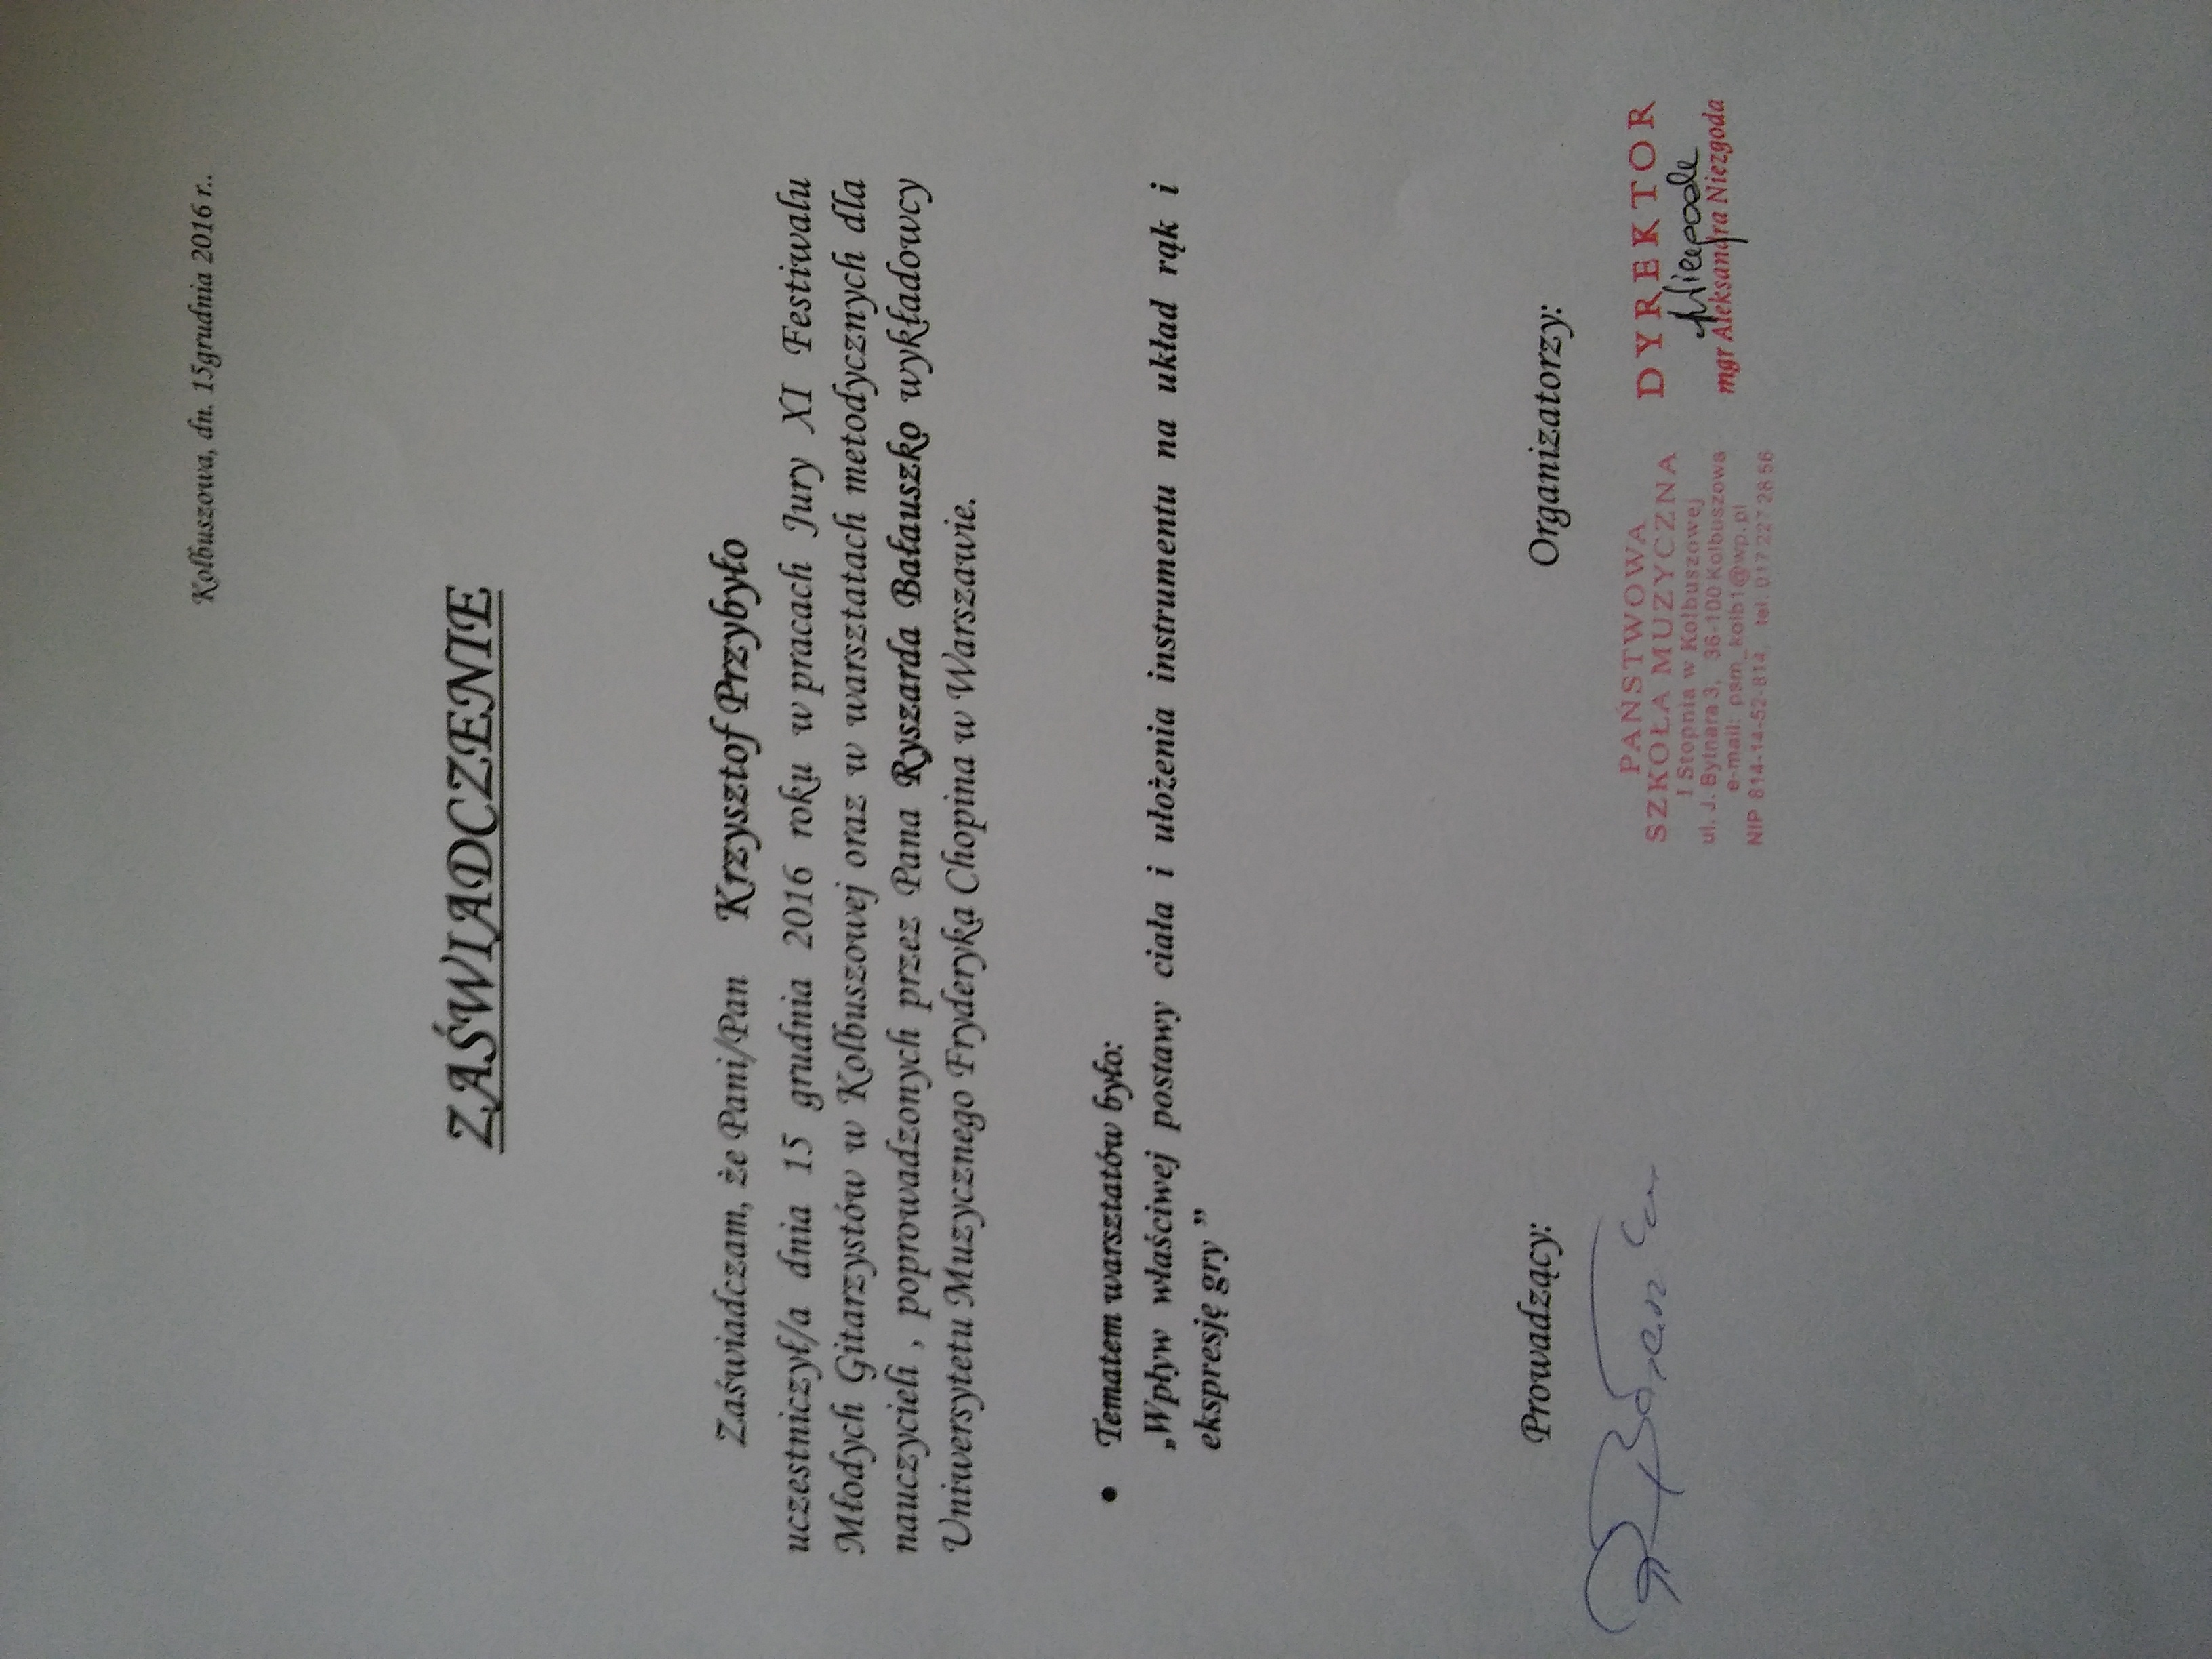 Kolbuszowa, dn. 15grudnia 2016 r..
ZAŚWIADCZENIE
Zaświadczam, że Pani/Pan Krzysztof Przybyło
uczestniczył/a dnia 15 grudnia 2016 roku w pracach Jury XI Festiwalu
Młodych Gitarzystów w Kolbuszowej oraz w warsztatach metodycznych dla
nauczycieli , poprowadzonych przez Pana Ryszarda Bałauszko wykładowcy
Uniwersytetu Muzycznego Fryderyka Chopina w Warszawie.
• Tematem warsztatów było:
„Wpływ właściwej postawy ciała i ułożenia instrumentu na układ rąk i
ekspresję gry ”
Prowadzący:
Organizatorzy:
PAŃSTWOWA
SZKOŁA MUZYCZNA
I Stopnia w Kolbuszowej
ul. J. Bytnara 3, 36-100 Kolbuszowa
e-mail: psm_kolb1@wp.pl
NIP 814-14-52-814, tel. 017 227 28 56
DYREKTOR
Niezgoda
mgr Aleksandra Niezgoda